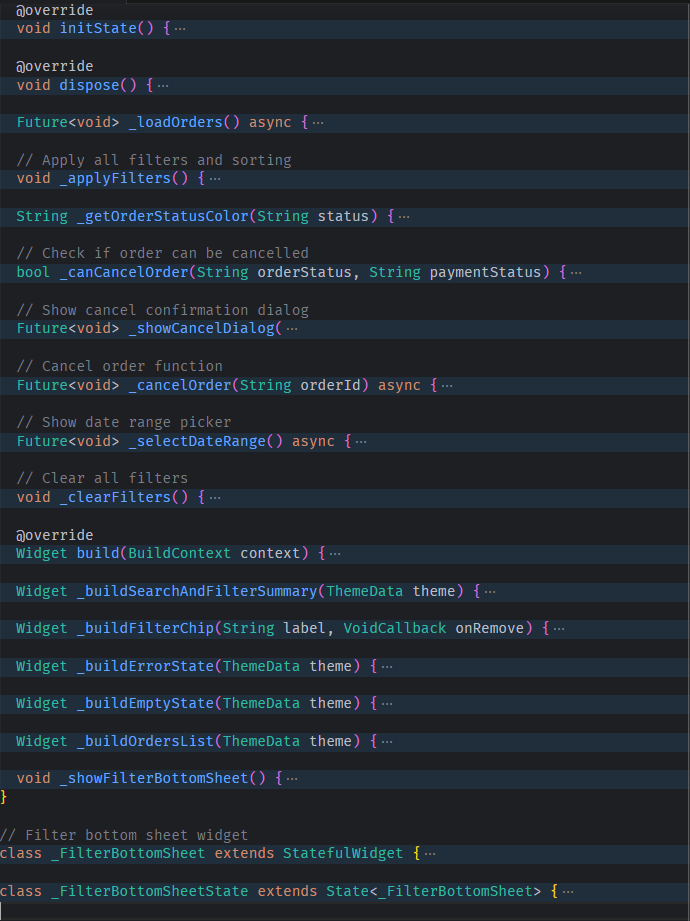 @override
void initState() {···
@override
void dispose() {···
Future<void> _loadOrders() async {···
// Apply all filters and sorting
void _applyFilters() {···
String _getOrderStatusColor(String status) {···
// Check if order can be cancelled
bool _canCancelOrder(String orderStatus, String paymentStatus) {···
// Show cancel confirmation dialog
Future<void> _showCancelDialog(···
// Cancel order function
Future<void> _cancelOrder(String orderId) async {···
// Show date range picker
Future<void> _selectDateRange() async {···
// Clear all filters
void _clearFilters() {···
@override
Widget build(BuildContext context) {···
Widget _buildSearchAndFilterSummary(ThemeData theme) {···
Widget _buildFilterChip(String label, VoidCallback onRemove) {···
Widget _buildErrorState(ThemeData theme) {···
Widget _buildEmptyState(ThemeData theme) {···
Widget _buildOrdersList(ThemeData theme) {···
void _showFilterBottomSheet() {···
}
// Filter bottom sheet widget
class _FilterBottomSheet extends StatefulWidget {···
class _FilterBottomSheetState extends State<_FilterBottomSheet> {···